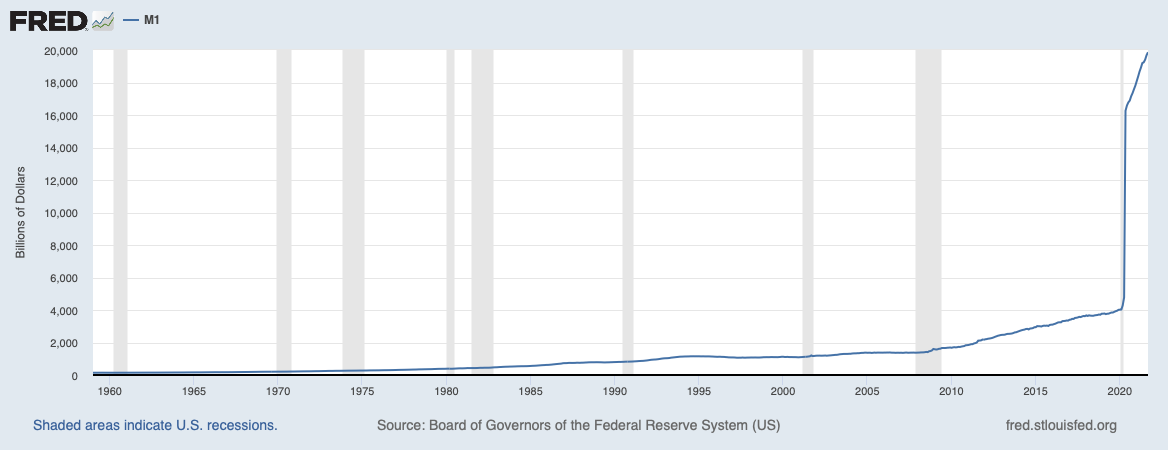 FRED M1
Billions of Dollars
20,000
18,000
16,000
14,000
12,000
10,000
8,000
6,000
4,000
2,000
0
1960 1965 1970 1975 1980 1985 1990 1995 2000 2005 2010 2015 2020
Shaded areas indicate U.S. recessions. Source: Board of Governors of the Federal Reserve System (US) fred.stlouisfed.org